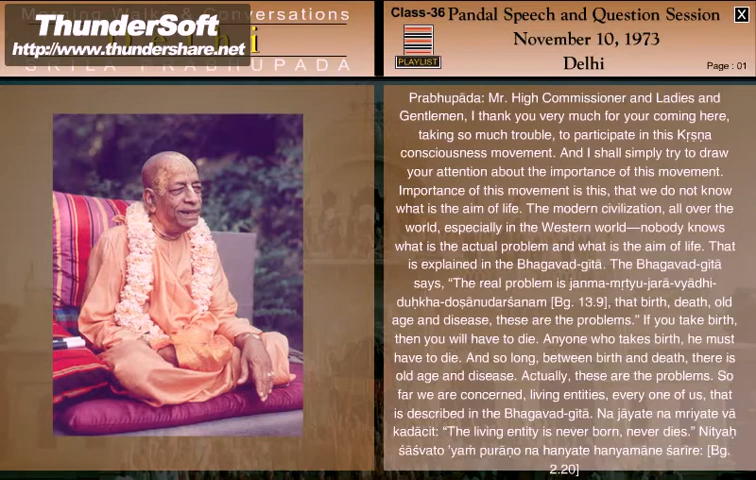 Morning Walks & Conversations
ThunderSoft
http://www.thundershare.net
SRILA PRABHUPADA
Class-36
PLAYLIST
Pandal Speech and Question Session
November 10, 1973
Delhi
X
Page : 01
Prabhupāda: Mr. High Commissioner and Ladies and
Gentlemen, I thank you very much for your coming here,
taking so much trouble, to participate in this Kṛṣṇa
consciousness movement. And I shall simply try to draw
your attention about the importance of this movement.
Importance of this movement is this, that we do not know
what is the aim of life. The modern civilization, all over the
world, especially in the Western world—nobody knows
what is the actual problem and what is the aim of life. That
is explained in the Bhagavad-gītā. The Bhagavad-gītā
says, “The real problem is janma-mṛtyu-jarā-vyādhi-
duḥkha-doṣānudarśanam [Bg. 13.9], that birth, death, old
age and disease, these are the problems.” If you take birth,
then you will have to die. Anyone who takes birth, he must
have to die. And so long, between birth and death, there is
old age and disease. Actually, these are the problems. So
far we are concerned, living entities, every one of us, that
is described in the Bhagavad-gītā. Na jāyate na mriyate vā
kadācit: “The living entity is never born, never dies.” Nityaḥ
śāśvato 'yaṁ purāṇo na hanyate hanyamāne śarīre: [Bg.
2.20]